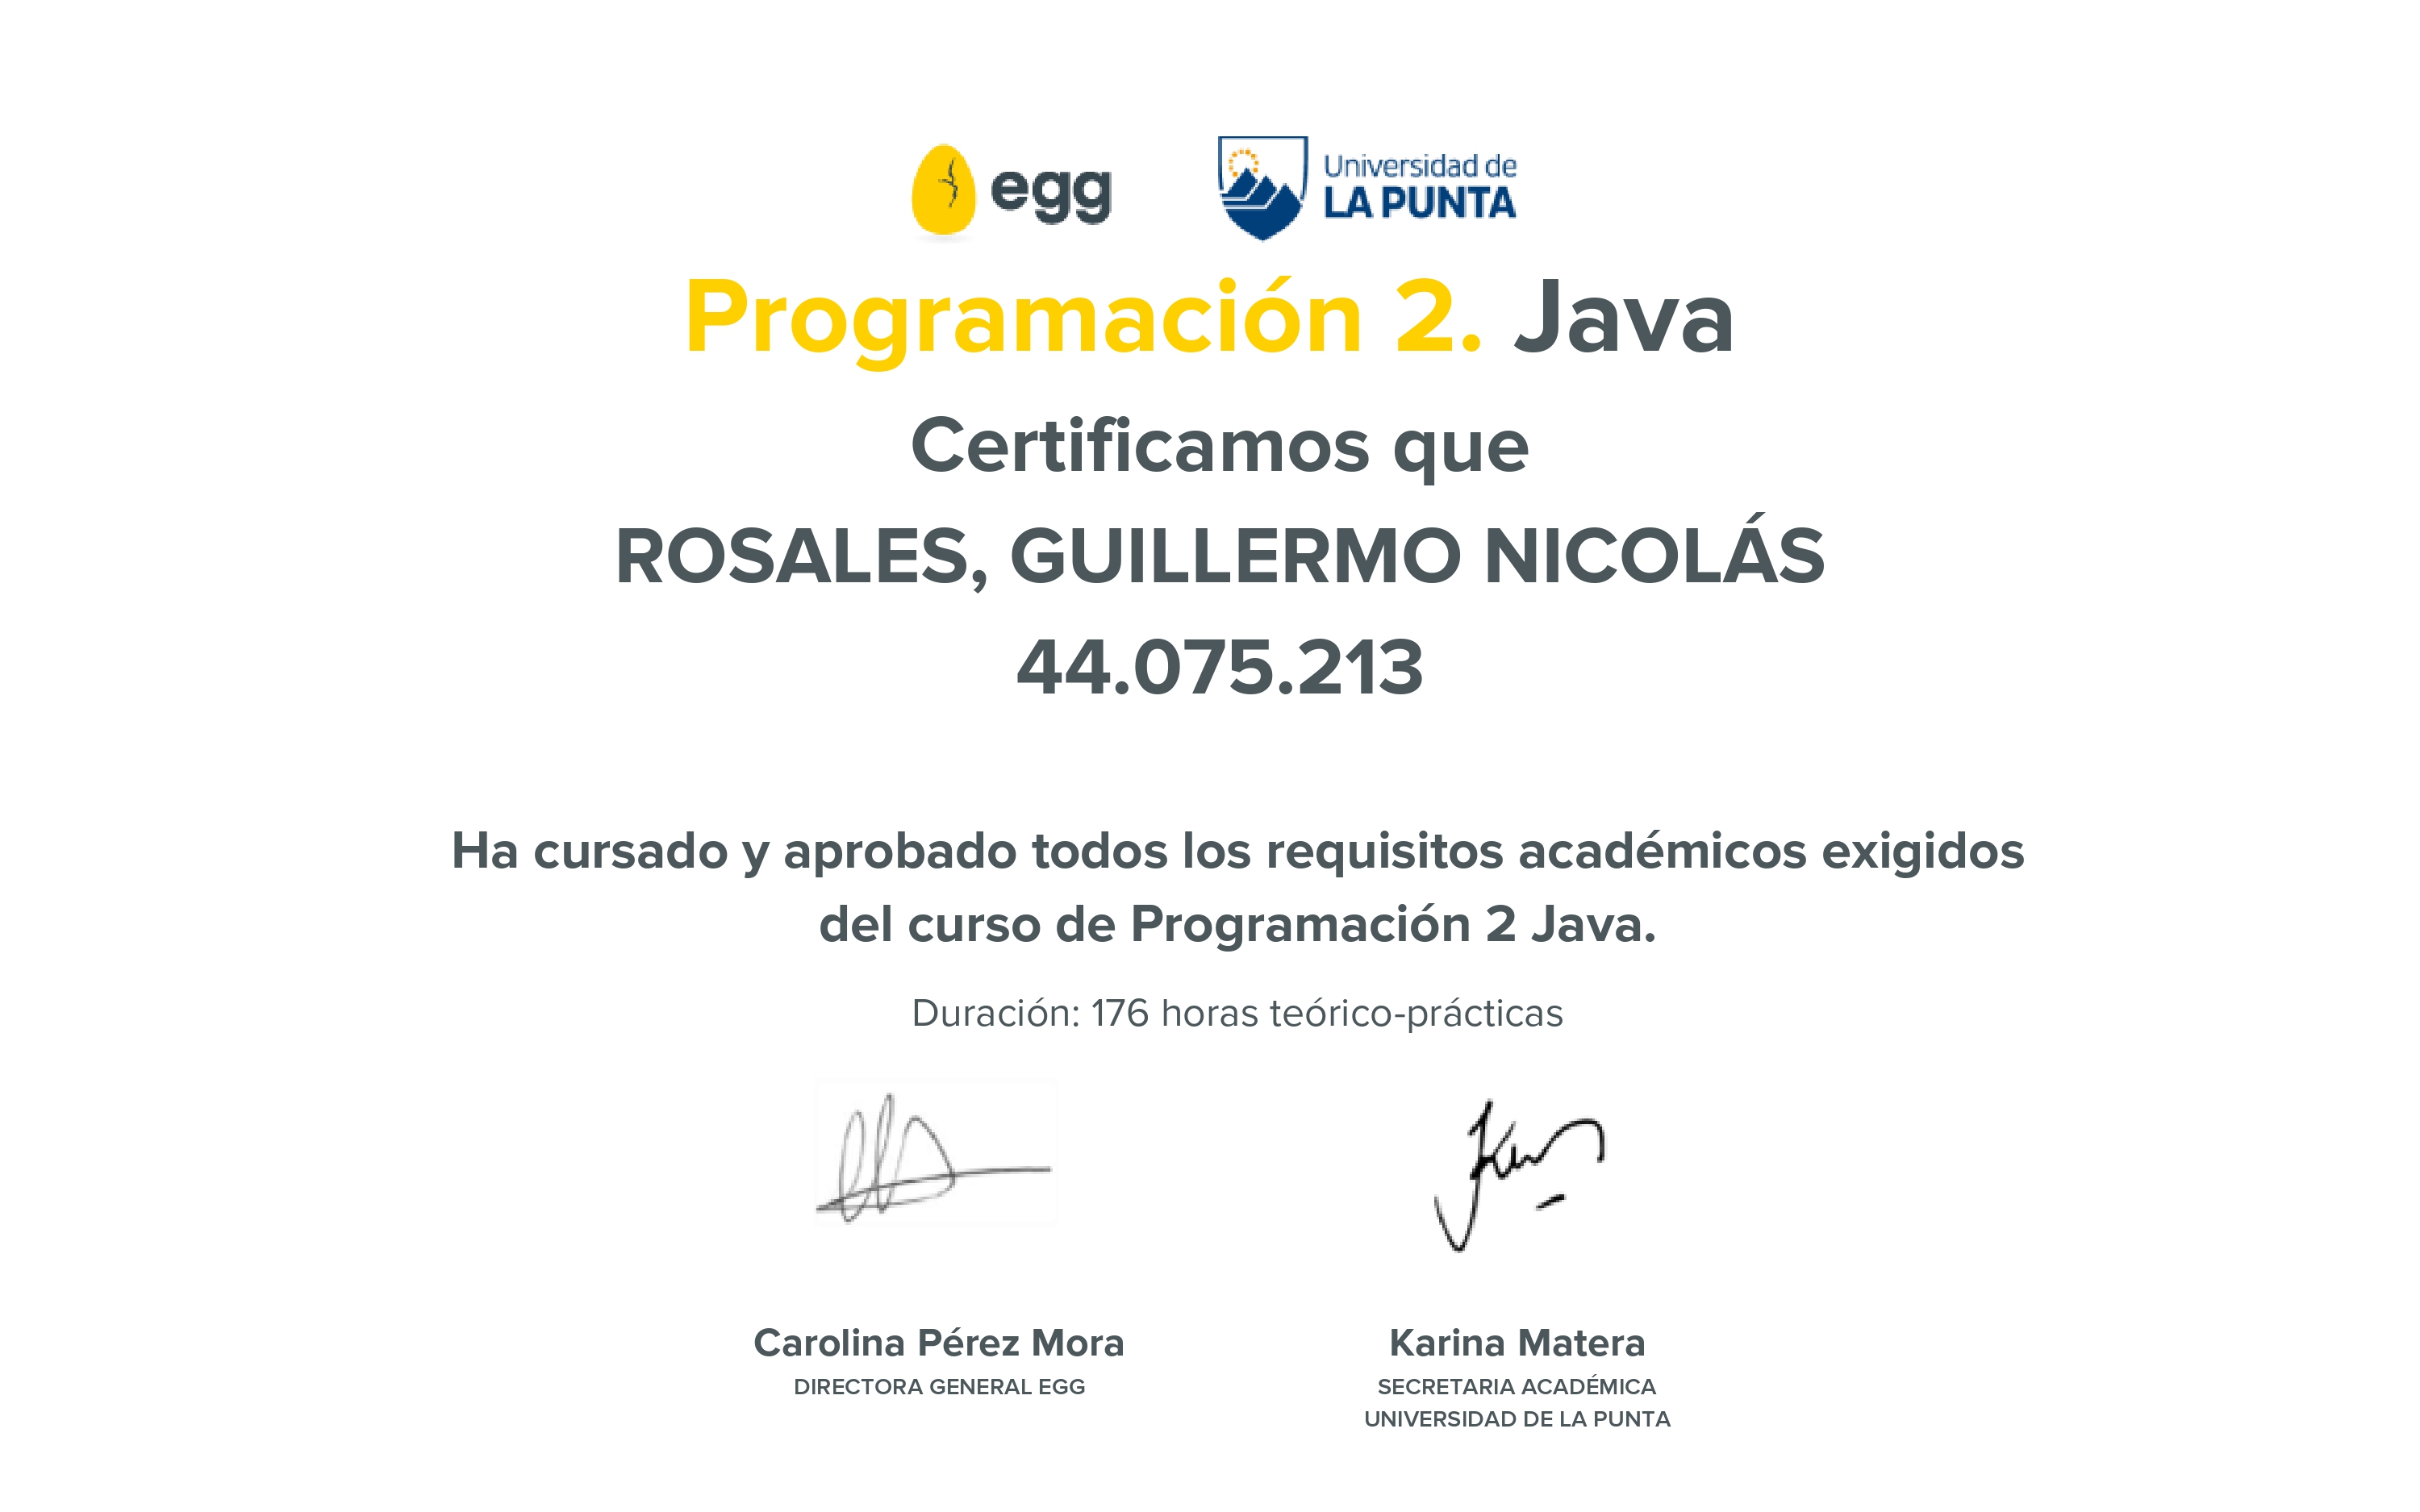 egg
Universidad de
LA PUNTA
Programación 2. Java
Certificamos que
ROSALES, GUILLERMO NICOLÁS
44.075.213
Ha cursado y aprobado todos los requisitos académicos exigidos
del curso de Programación 2 Java.
Duración: 176 horas teórico-prácticas
Carolina Pérez Mora
DIRECTORA GENERAL EGG
Karina Matera
SECRETARIA ACADÉMICA
UNIVERSIDAD DE LA PUNTA